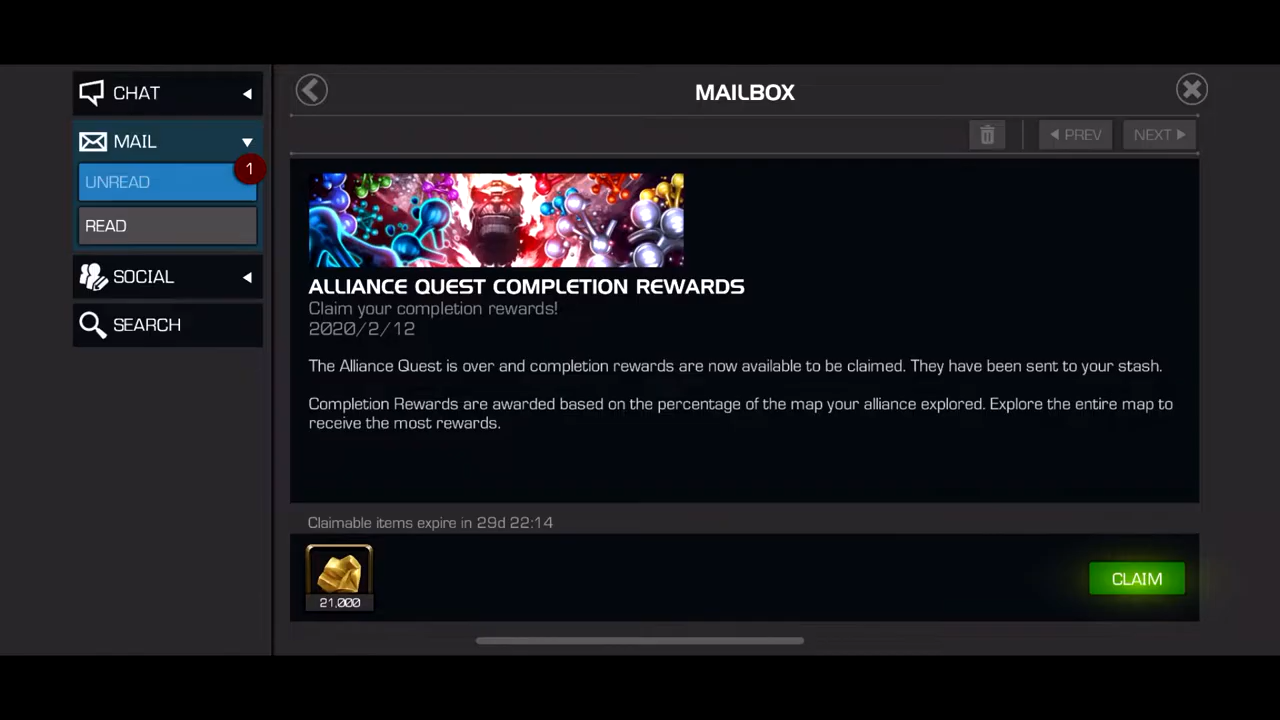 CHAT
MAIL
1
UNREAD
READ
SOCIAL
SEARCH
MAILBOX
PREV
NEXT
ALLIANCE QUEST COMPLETION REWARDS
Claim your completion rewards!
2020/2/12
The Alliance Quest is over and completion rewards are now available to be claimed. They have been sent to your stash.
Completion Rewards are awarded based on the percentage of the map your alliance explored. Explore the entire map to
receive the most rewards.
Claimable items expire in 29d 22:14
21,000
CLAIM